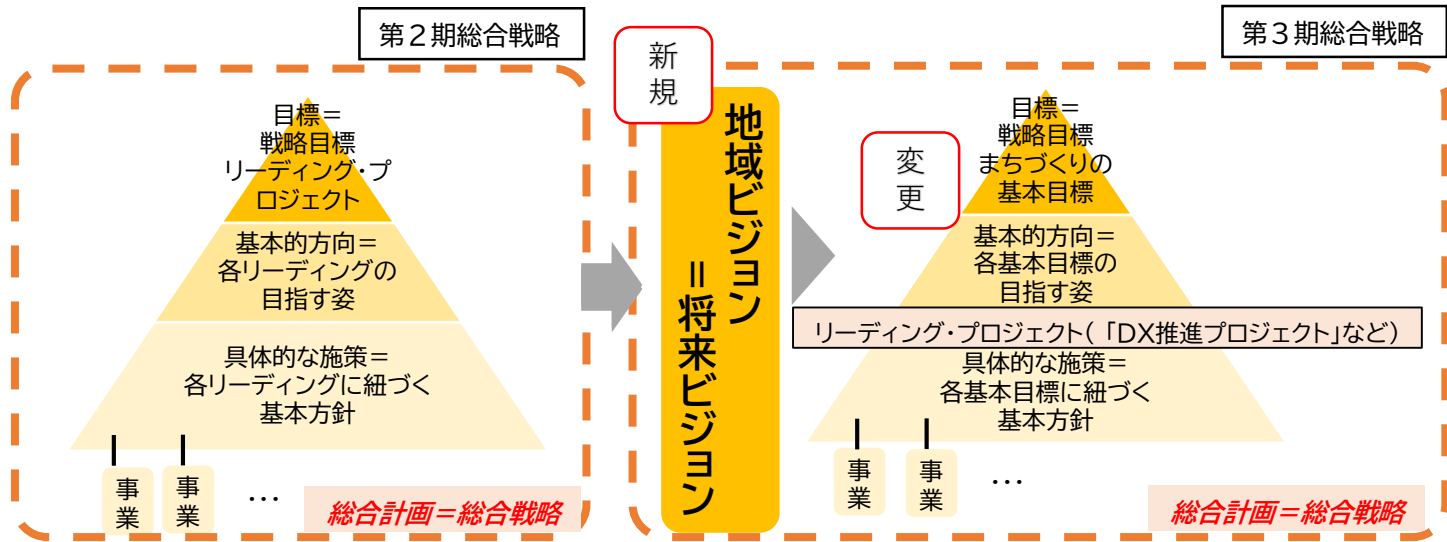 第２期総合戦略
目標＝
戦略目標
リーディング・プ
ロジェクト
基本的方向＝
各リーディングの
目指す姿
具体的な施策＝
各リーディングに紐づく
基本方針
事業
事業
…
総合計画＝総合戦略
新規
地域ビジョン
＝将来ビジョン
第３期総合戦略
変更
目標＝
戦略目標
まちづくりの
基本目標
基本的方向＝
各基本目標の
目指す姿
リーディング・プロジェクト(「DX推進プロジェクト」など)
具体的な施策＝
各基本目標に紐づく
基本方針
事業
事業
…
総合計画＝総合戦略